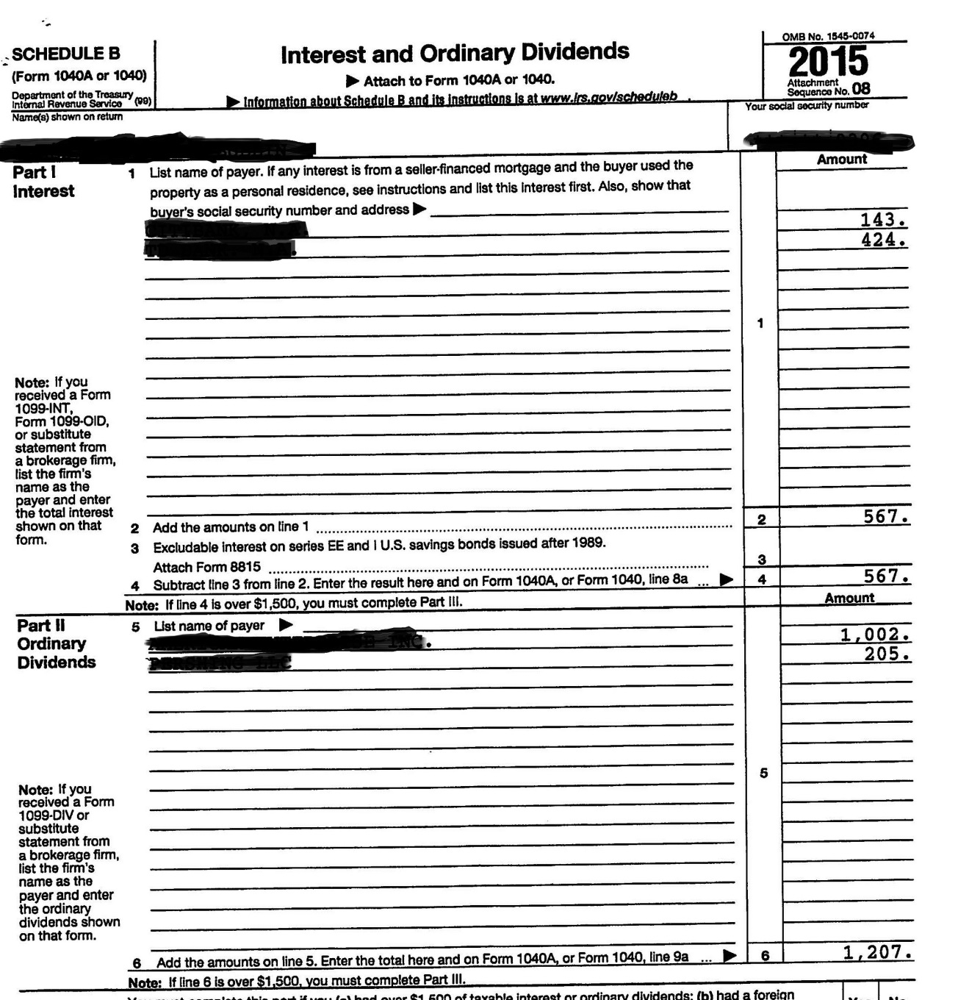 SCHEDULE B
(Form 1040A or 1040)
Department of the Treasury
Internal Revenue Service (99)
Interest and Ordinary Dividends
▶ Attach to Form 1040A or 1040.
▶ Information about Schedule B and its instructions is at www.irs.gov/scheduleb .
OMB No. 1545-0074
2015
Attachment
Sequence No. 08
Name(s) shown on return
Your social security number
Part I
Interest
1 List name of payer. If any interest is from a seller-financed mortgage and the buyer used the
property as a personal residence, see instructions and list this interest first. Also, show that
buyer's social security number and address ▶
Amount
143.
424.
1
Note: If you
received a Form
1099-INT,
Form 1099-OID,
or substitute
statement from
a brokerage firm,
list the firm's
name as the
payer and enter
the total interest
shown on that
form.
2 Add the amounts on line 1 2 567.
3 Excludable interest on series EE and I U.S. savings bonds issued after 1989.
Attach Form 8815 3
4 Subtract line 3 from line 2. Enter the result here and on Form 1040A, or Form 1040, line 8a ... ▶ 4 567.
Note: If line 4 is over $1,500, you must complete Part III.
Amount
Part II
Ordinary
Dividends
5 List name of payer ▶
INC. 1,002.
LLC 205.
5
Note: If you
received a Form
1099-DIV or
substitute
statement from
a brokerage firm,
list the firm's
name as the
payer and enter
the ordinary
dividends shown
on that form.
6 Add the amounts on line 5. Enter the total here and on Form 1040A, or Form 1040, line 9a ... ▶ 6 1,207.
Note: If line 6 is over $1,500, you must complete Part III.
You must complete this part if you (a) had over $1,500 of taxable interest or ordinary dividends; (b) had a foreign
Yes No